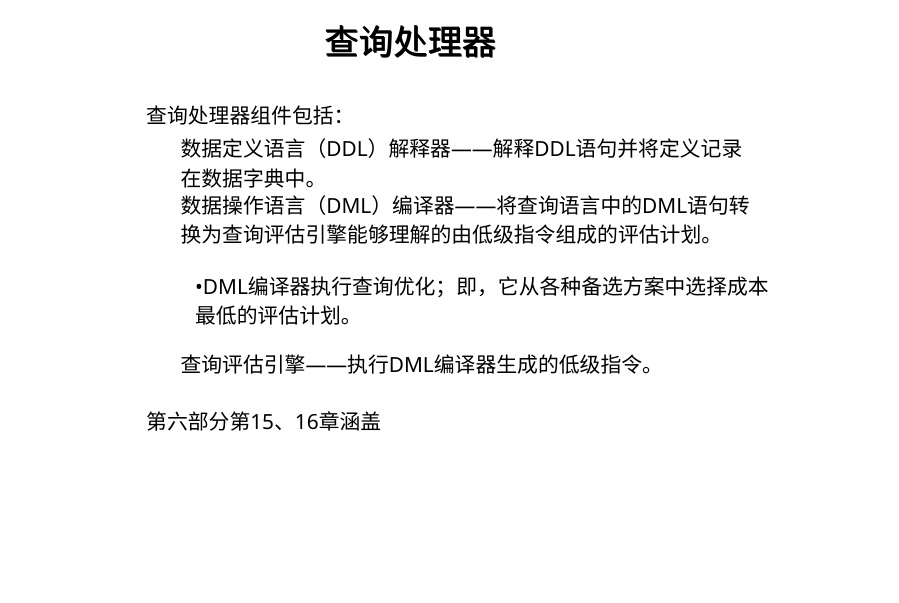 查询处理器
查询处理器组件包括：
数据定义语言（DDL）解释器——解释DDL语句并将定义记录
在数据字典中。
数据操作语言（DML）编译器——将查询语言中的DML语句转
换为查询评估引擎能够理解的由低级指令组成的评估计划。
•DML编译器执行查询优化；即，它从各种备选方案中选择成本
最低的评估计划。
查询评估引擎——执行DML编译器生成的低级指令。
第六部分第15、16章涵盖